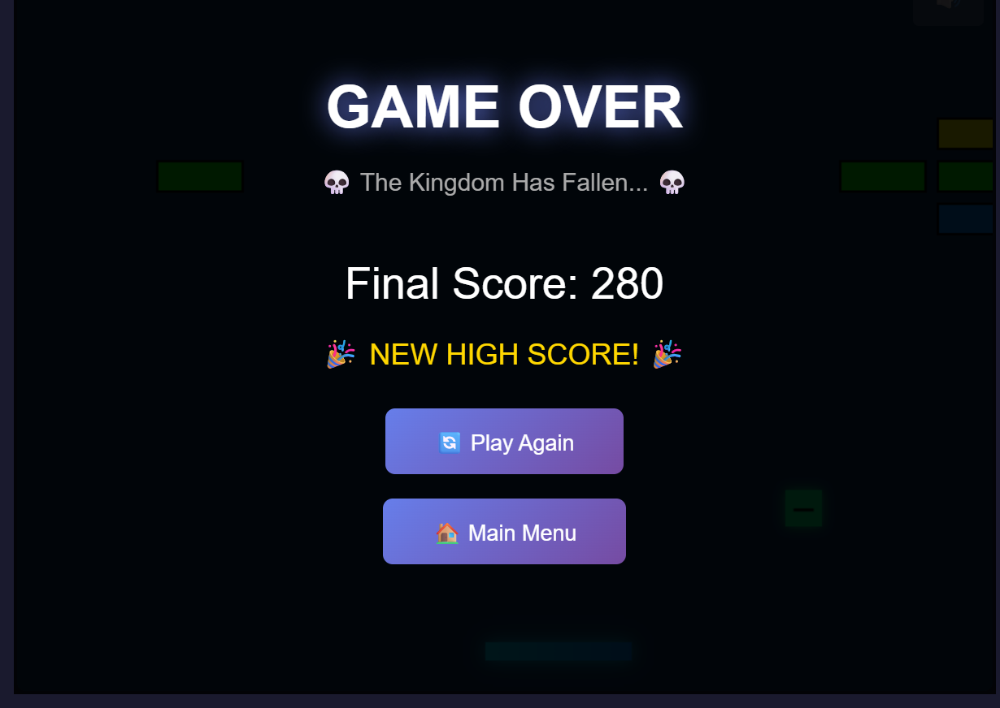 GAME OVER
💀 The Kingdom Has Fallen... 💀
Final Score: 280
🎉 NEW HIGH SCORE! 🎉
🔄 Play Again
🏠 Main Menu